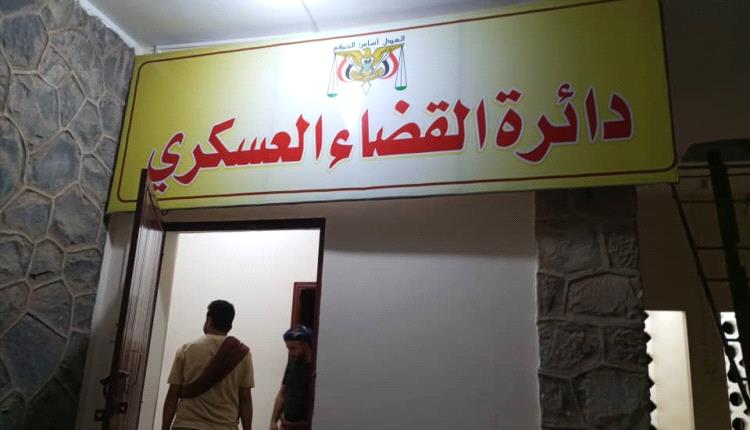 العدل أساس الحكم
دائرة القضاء العسكري